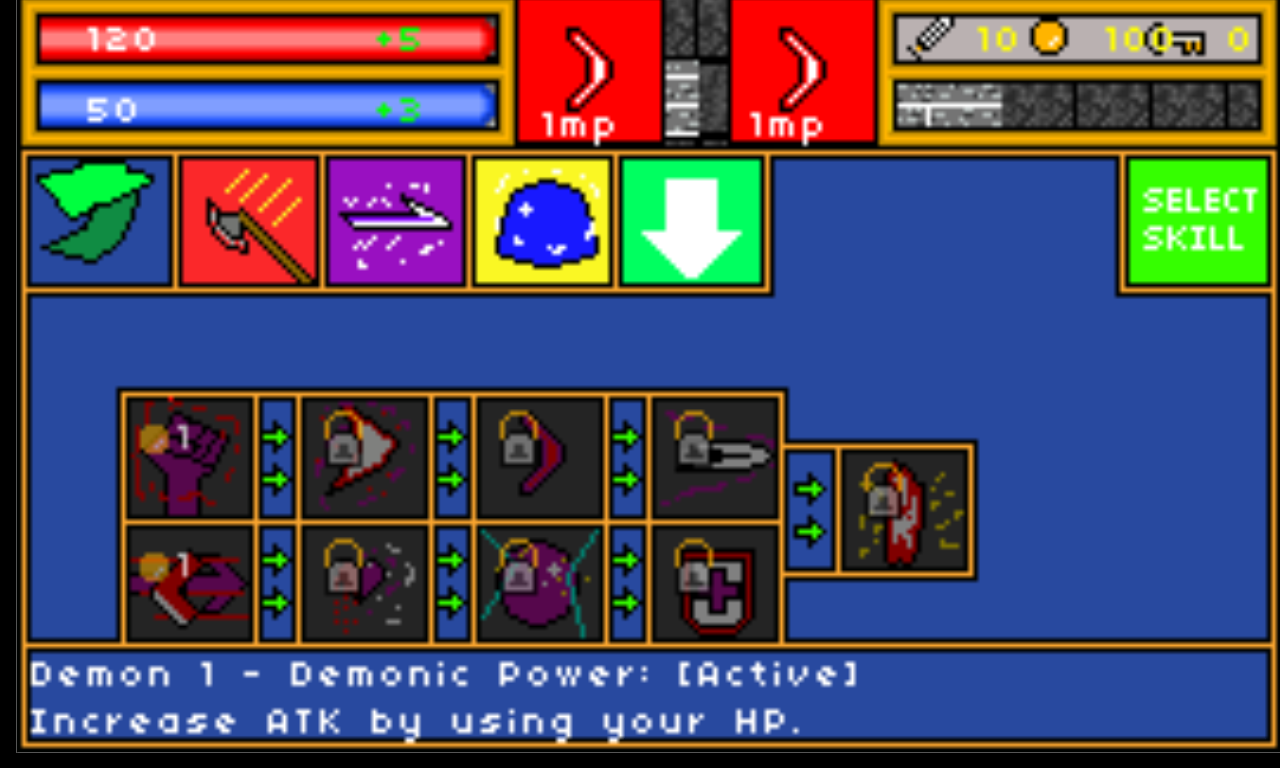 120 +5
50 +3
1mp
1mp
10 100 0
SELECT
SKILL
1
1
Demon 1 - Demonic Power: [Active]
Increase ATK by using your HP.